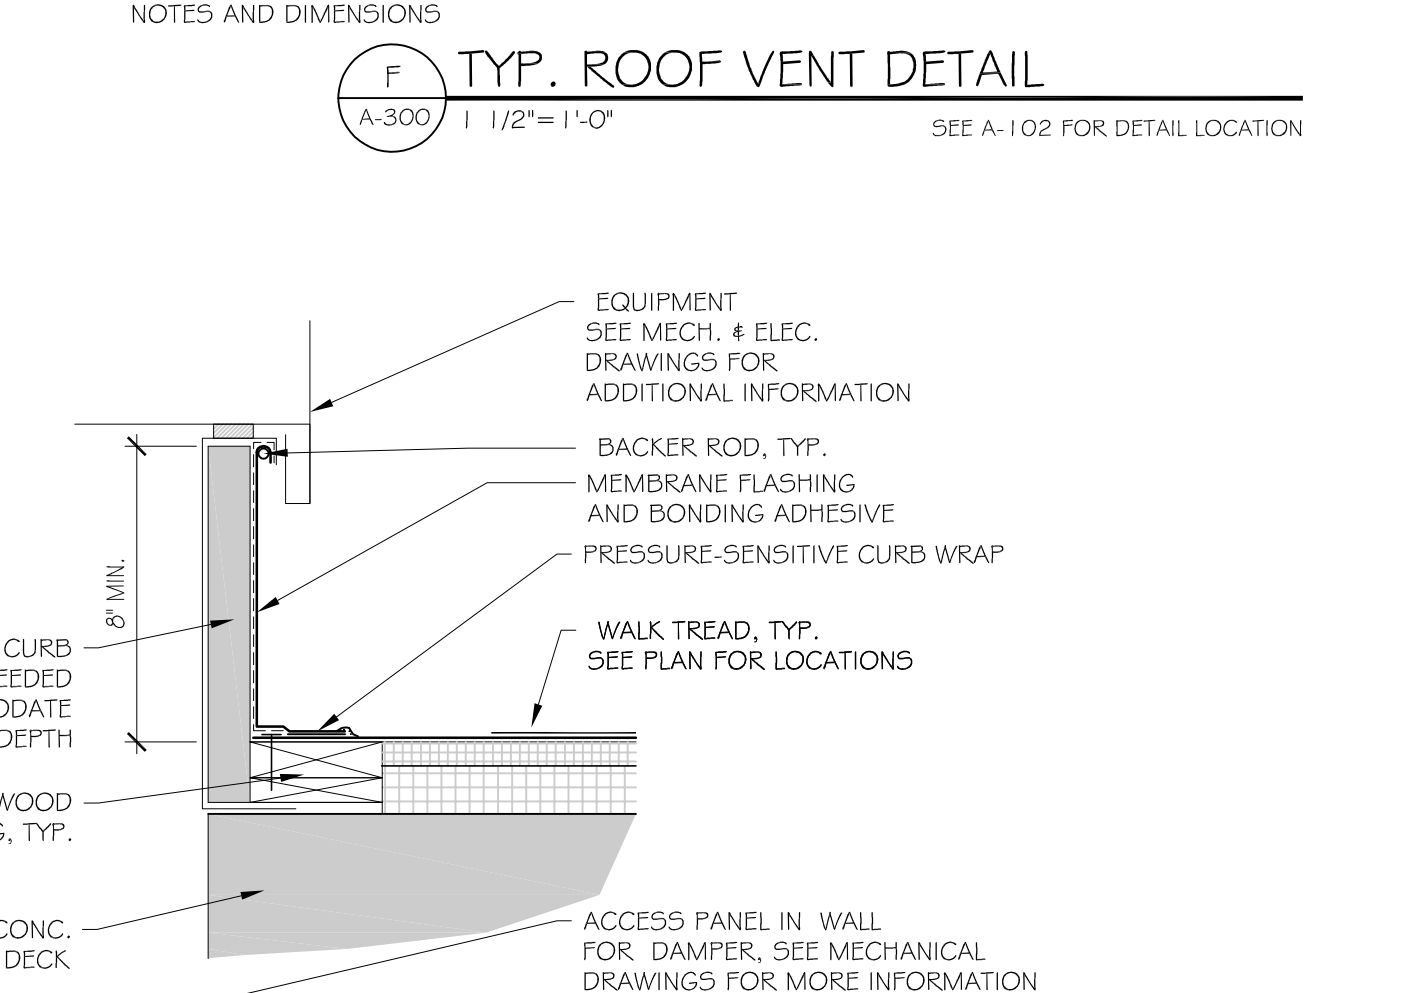 NOTES AND DIMENSIONS
F
A-300
TYP. ROOF VENT DETAIL
1 1/2"=1'-0"
SEE A-102 FOR DETAIL LOCATION
EQUIPMENT
SEE MECH. & ELEC.
DRAWINGS FOR
ADDITIONAL INFORMATION
BACKER ROD, TYP.
MEMBRANE FLASHING
AND BONDING ADHESIVE
PRESSURE-SENSITIVE CURB WRAP
8" MIN.
WALK TREAD, TYP.
SEE PLAN FOR LOCATIONS
CURB
DEPTH
WOOD
TYP.
CONC.
DECK
ACCESS PANEL IN WALL
FOR DAMPER, SEE MECHANICAL
DRAWINGS FOR MORE INFORMATION